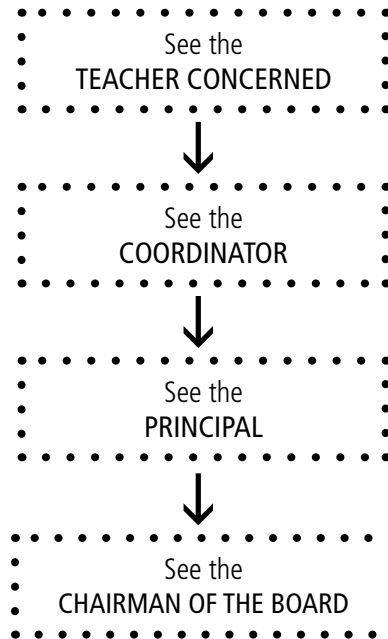 See the
TEACHER CONCERNED
See the
COORDINATOR
See the
PRINCIPAL
See the
CHAIRMAN OF THE BOARD